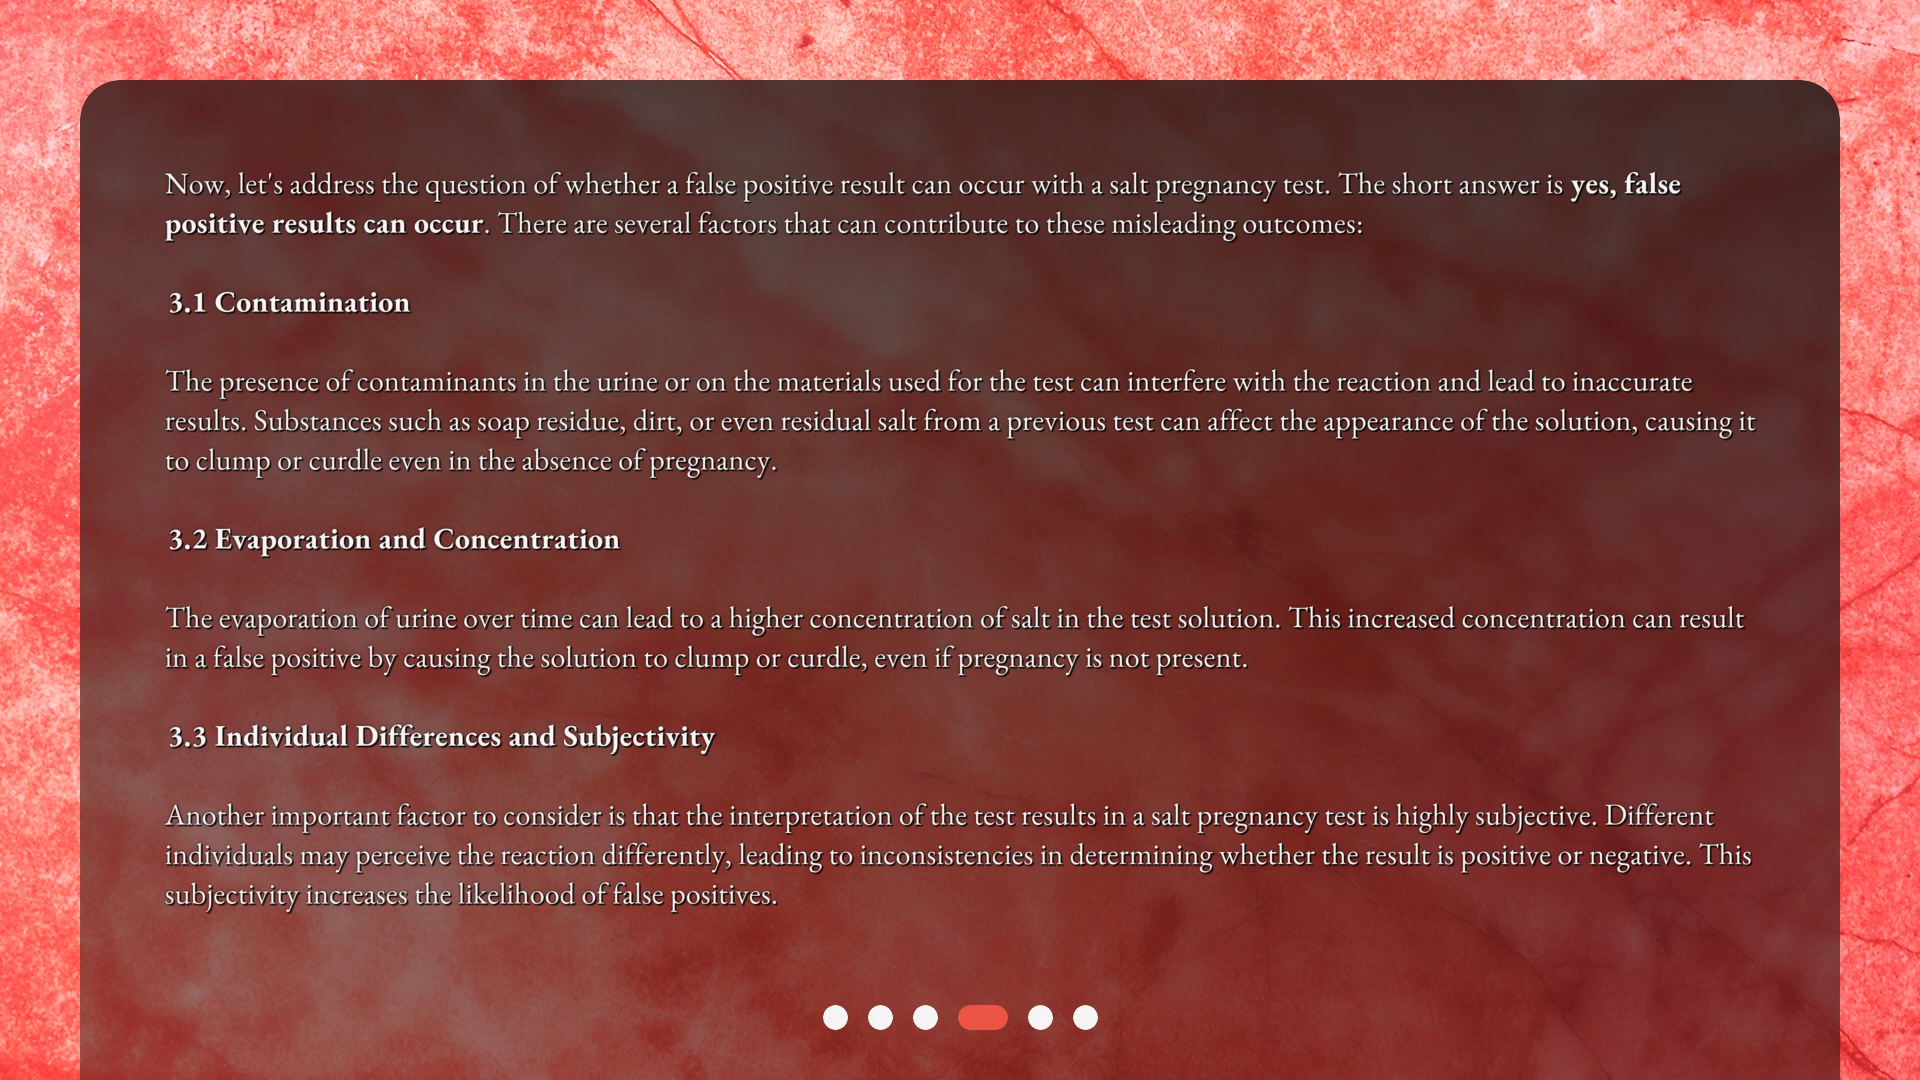 Now, let's address the question of whether a false positive result can occur with a salt pregnancy test. The short answer is yes, false
positive results can occur. There are several factors that can contribute to these misleading outcomes:
3.1 Contamination
The presence of contaminants in the urine or on the materials used for the test can interfere with the reaction and lead to inaccurate
results. Substances such as soap residue, dirt, or even residual salt from a previous test can affect the appearance of the solution, causing it
to clump or curdle even in the absence of pregnancy.
3.2 Evaporation and Concentration
The evaporation of urine over time can lead to a higher concentration of salt in the test solution. This increased concentration can result
in a false positive by causing the solution to clump or curdle, even if pregnancy is not present.
3.3 Individual Differences and Subjectivity
Another important factor to consider is that the interpretation of the test results in a salt pregnancy test is highly subjective. Different
individuals may perceive the reaction differently, leading to inconsistencies in determining whether the result is positive or negative. This
subjectivity increases the likelihood of false positives.